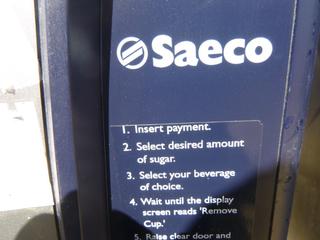 Saeco
1. Insert payment.
2. Select desired amount
of sugar.
3. Select your beverage
of choice.
4. Wait until the display
screen reads 'Remove
Cup.'
5. Raise clear door and